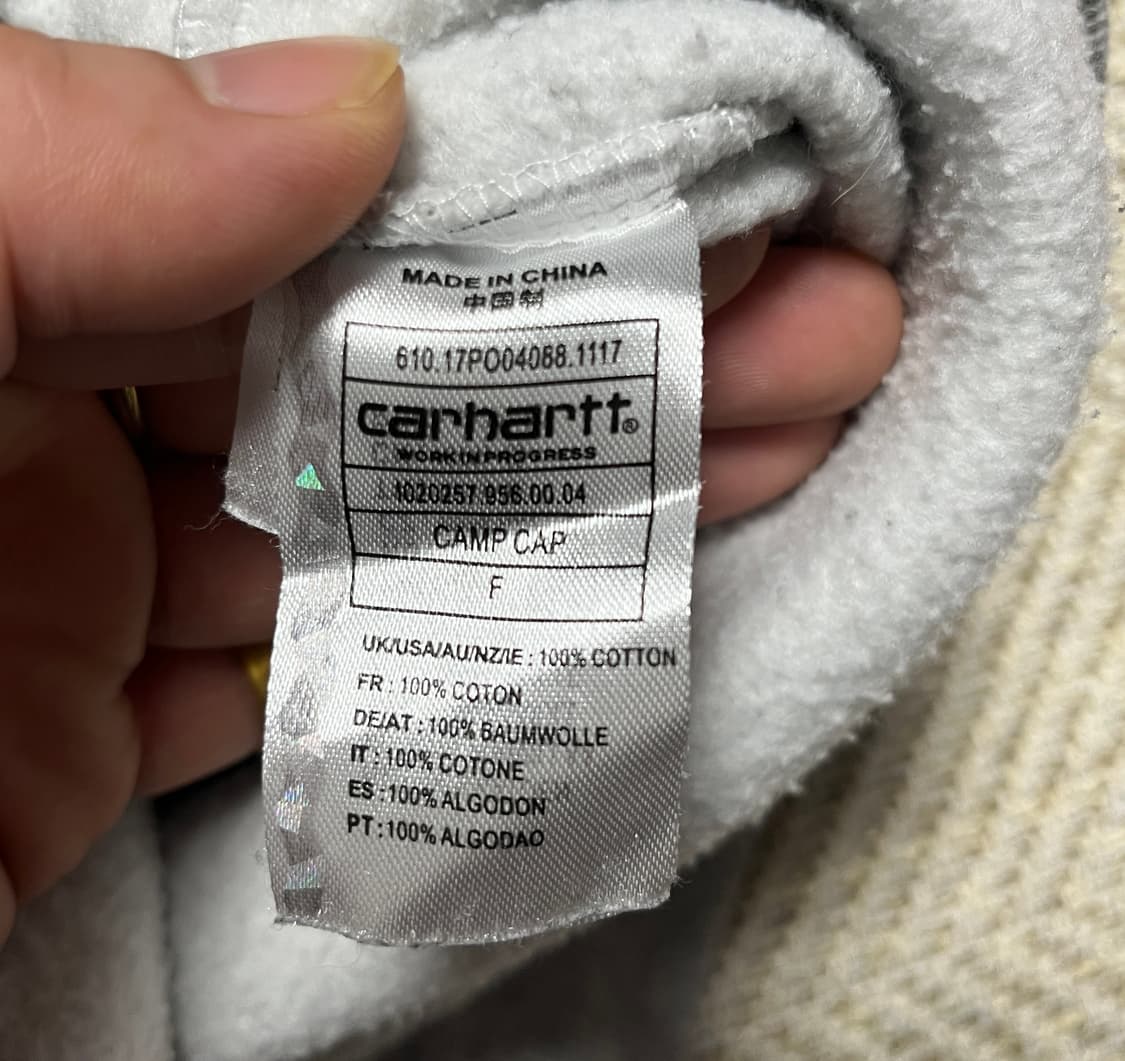 MADE IN CHINA
中国制
610.17PO04068.1117
carhartt®
WORK IN PROGRESS
1020257.956.00.04
CAMP CAP
F
UK/USA/AU/NZ/IE : 100% COTTON
FR : 100% COTON
DE/AT : 100% BAUMWOLLE
IT : 100% COTONE
ES :100% ALGODON
PT :100% ALGODAO